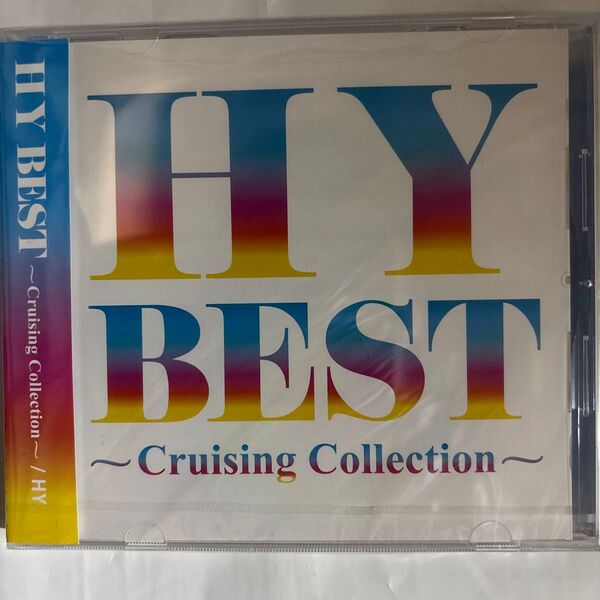 HY BEST ～Cruising Collection～ / HY
HY
BEST
～Cruising Collection～